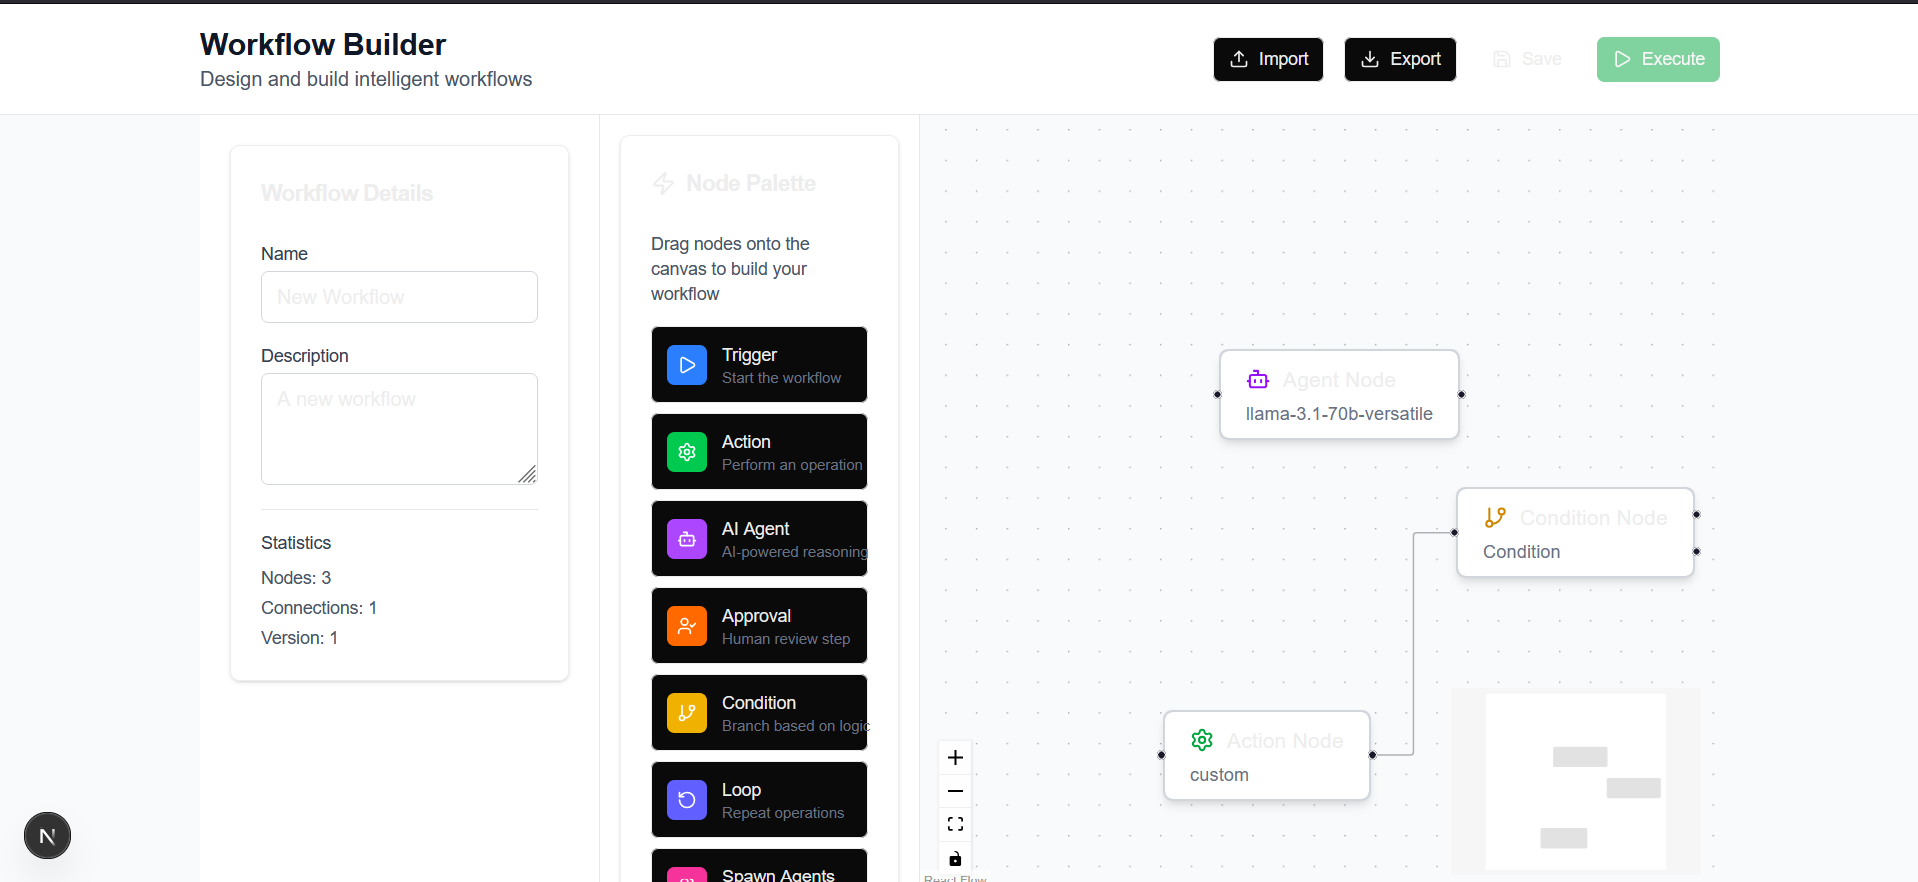 Workflow Builder
Design and build intelligent workflows
Import
Export
Save
Execute
Workflow Details
Name
New Workflow
Description
A new workflow
Statistics
Nodes: 3
Connections: 1
Version: 1
Node Palette
Drag nodes onto the
canvas to build your
workflow
Trigger
Start the workflow
Action
Perform an operation
AI Agent
AI-powered reasoning
Approval
Human review step
Condition
Branch based on logic
Loop
Repeat operations
Spawn Agents
Agent Node
llama-3.1-70b-versatile
Condition Node
Condition
Action Node
custom
React Flow
N